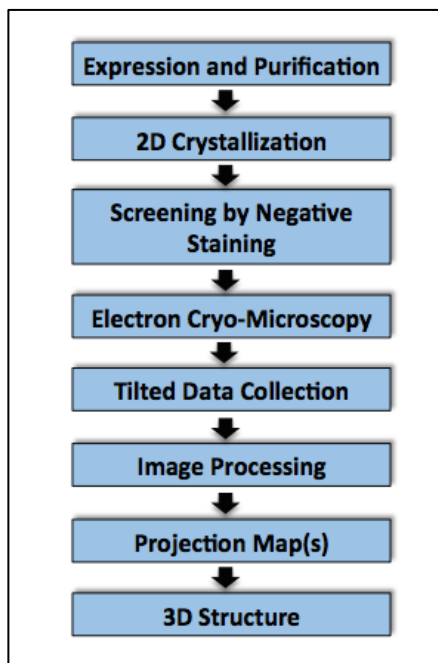 Expression and Purification
2D Crystallization
Screening by Negative
Staining
Electron Cryo-Microscopy
Tilted Data Collection
Image Processing
Projection Map(s)
3D Structure